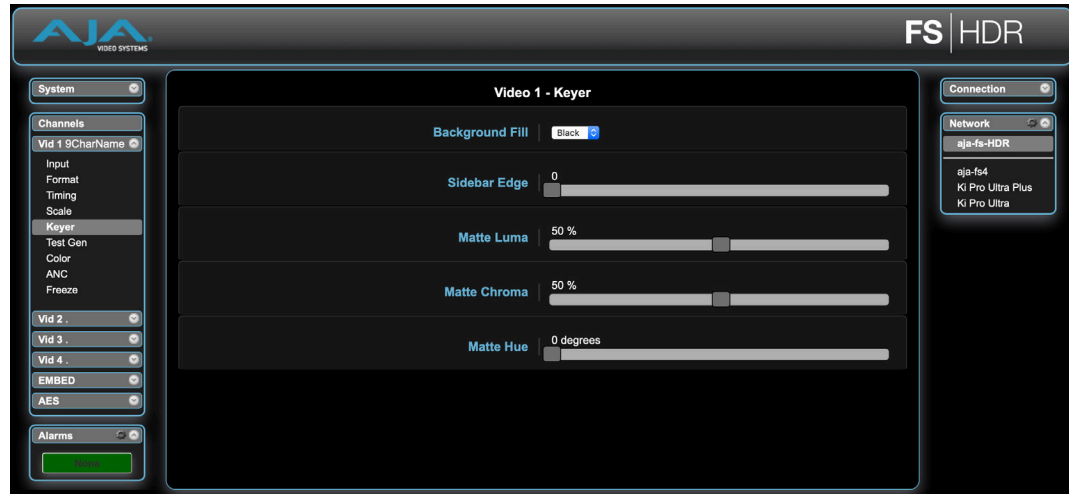 AJA
VIDEO SYSTEMS
FS|HDR
System
Channels
Vid 1 9CharName
Input
Format
Timing
Scale
Keyer
Test Gen
Color
ANC
Freeze
Vid 2 .
Vid 3 .
Vid 4 .
EMBED
AES
Alarms
None
Video 1 - Keyer
Background Fill
Black
Sidebar Edge
0
Matte Luma
50 %
Matte Chroma
50 %
Matte Hue
0 degrees
Connection
Network
aja-fs-HDR
aja-fs4
Ki Pro Ultra Plus
Ki Pro Ultra